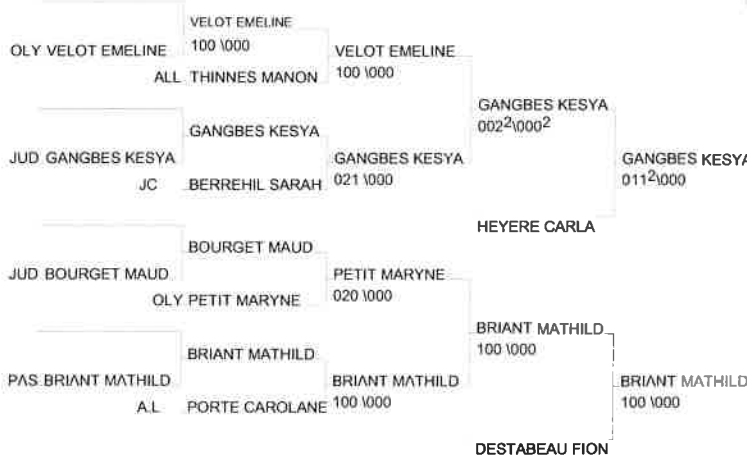 VELOT EMELINE
100 \000
OLY VELOT EMELINE
VELOT EMELINE
100 \000
ALL THINNES MANON
GANGBES KESYA
002²\000²
GANGBES KESYA
JUD GANGBES KESYA
GANGBES KESYA
021 \000
GANGBES KESYA
011²\000
JC BERREHIL SARAH
HEYERE CARLA
BOURGET MAUD
JUD BOURGET MAUD
PETIT MARYNE
020 \000
OLY PETIT MARYNE
BRIANT MATHILD
100 \000
BRIANT MATHILD
PAS BRIANT MATHILD
BRIANT MATHILD
100 \000
BRIANT MATHILD
100 \000
A.L PORTE CAROLANE
DESTABEAU FION